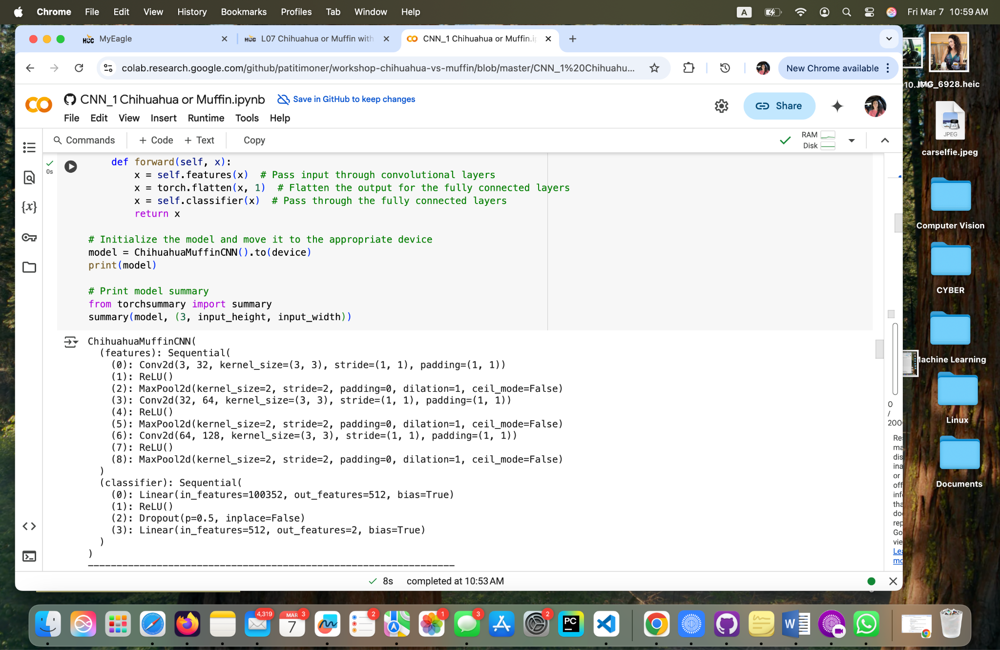 Chrome File Edit View History Bookmarks Profiles Tab Window Help A Fri Mar 7 10:59 AM
HCC MyEagle
HCC L07 Chihuahua or Muffin with
CNN_1 Chihuahua or Muffin.i
colab.research.google.com/github/patitimoner/workshop-chihuahua-vs-muffin/blob/master/CNN_1%20Chihuahu...
New Chrome available
CNN_1 Chihuahua or Muffin.ipynb
Save in GitHub to keep changes
Share
File Edit View Insert Runtime Tools Help
Commands + Code + Text Copy
RAM
Disk
0s
def forward(self, x):
x = self.features(x) # Pass input through convolutional layers
x = torch.flatten(x, 1) # Flatten the output for the fully connected layers
x = self.classifier(x) # Pass through the fully connected layers
return x
# Initialize the model and move it to the appropriate device
model = ChihuahuaMuffinCNN().to(device)
print(model)
# Print model summary
from torchsummary import summary
summary(model, (3, input_height, input_width))
ChihuahuaMuffinCNN(
(features): Sequential(
(0): Conv2d(3, 32, kernel_size=(3, 3), stride=(1, 1), padding=(1, 1))
(1): ReLU()
(2): MaxPool2d(kernel_size=2, stride=2, padding=0, dilation=1, ceil_mode=False)
(3): Conv2d(32, 64, kernel_size=(3, 3), stride=(1, 1), padding=(1, 1))
(4): ReLU()
(5): MaxPool2d(kernel_size=2, stride=2, padding=0, dilation=1, ceil_mode=False)
(6): Conv2d(64, 128, kernel_size=(3, 3), stride=(1, 1), padding=(1, 1))
(7): ReLU()
(8): MaxPool2d(kernel_size=2, stride=2, padding=0, dilation=1, ceil_mode=False)
)
(classifier): Sequential(
(0): Linear(in_features=100352, out_features=512, bias=True)
(1): ReLU()
(2): Dropout(p=0.5, inplace=False)
(3): Linear(in_features=512, out_features=2, bias=True)
)
)
----------------------------------------------------------------
0
/
200
Re
ma
dis
ina
or
off
inf
tha
do
rep
Go
vie
Lea
mo
8s completed at 10:53 AM
IMG_6928.heic
JPEG
carselfie.jpeg
Computer Vision
CYBER
Machine Learning
Linux
Documents
4,319
MAR
7
3
2
1
3
2
PC
W